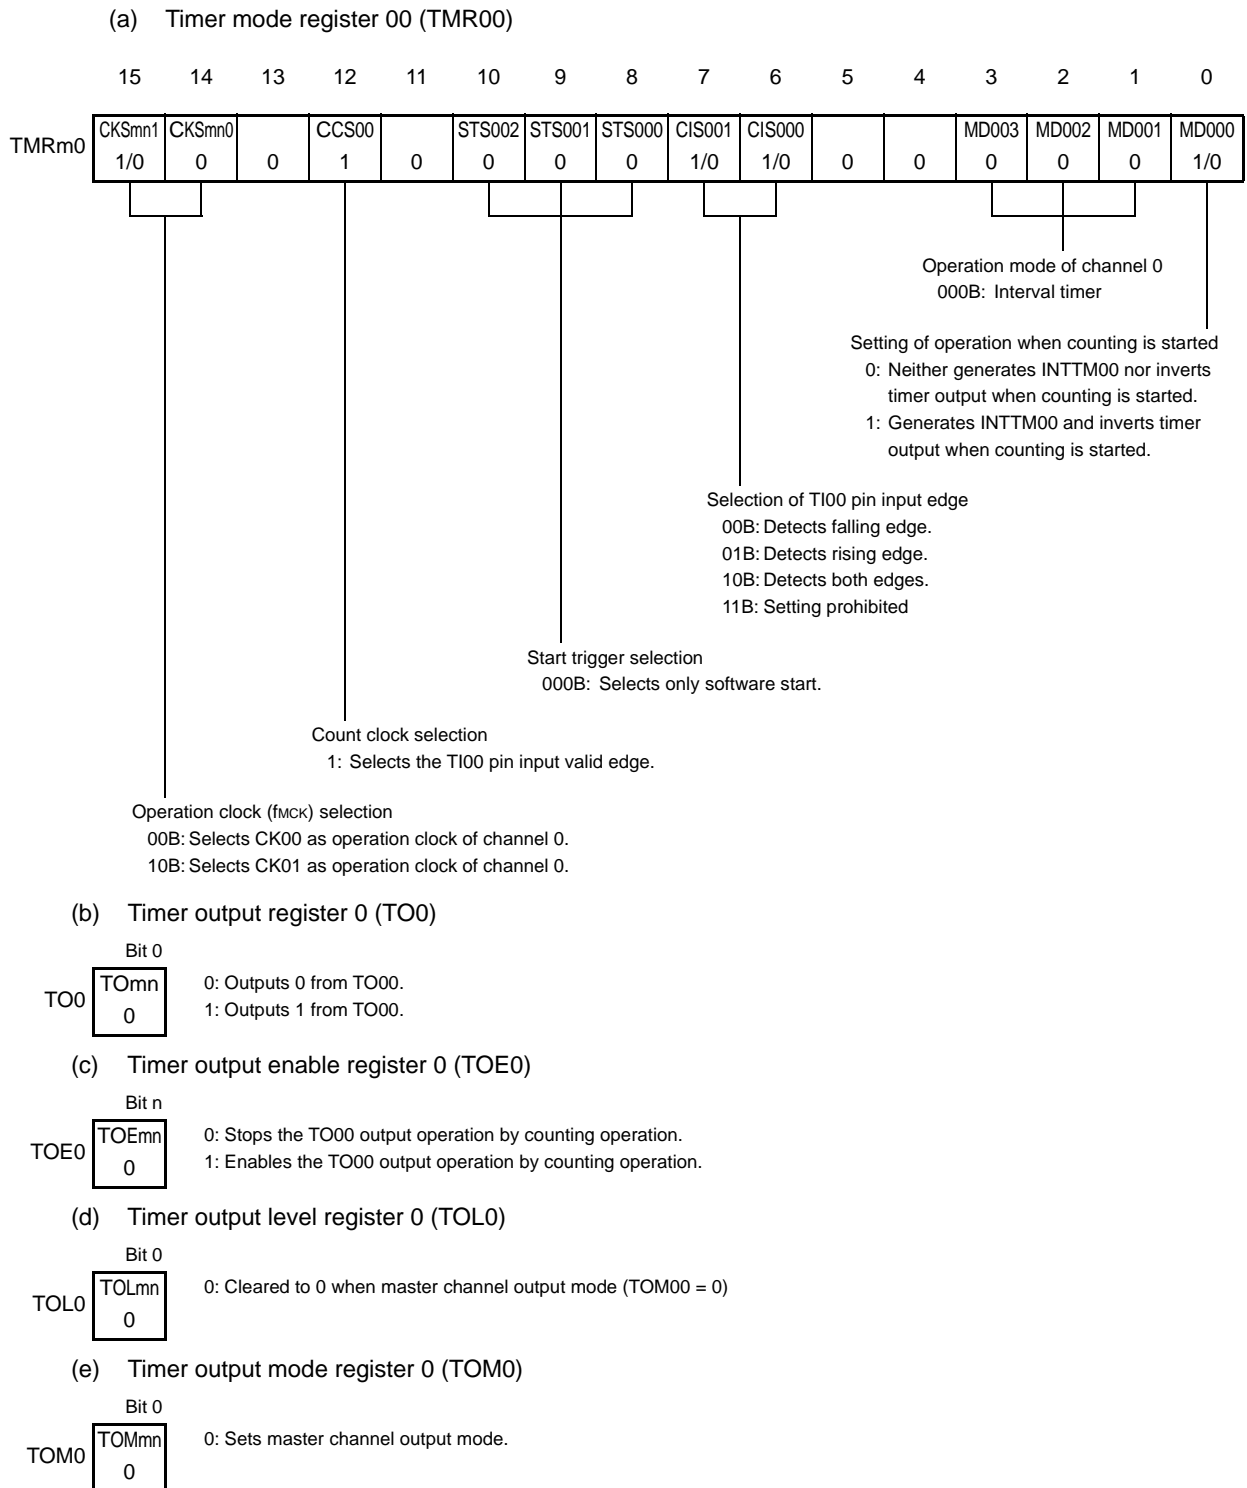 (a) Timer mode register 00 (TMR00)
15 14 13 12 11 10 9 8 7 6 5 4 3 2 1 0
TMRm0
CKSmn1 CKSmn0 CCS00 STS002 STS001 STS000 CIS001 CIS000 MD003 MD002 MD001 MD000
1/0 0 0 1 0 0 0 0 1/0 1/0 0 0 0 0 0 1/0
Operation mode of channel 0
000B: Interval timer
Setting of operation when counting is started
0: Neither generates INTTM00 nor inverts
timer output when counting is started.
1: Generates INTTM00 and inverts timer
output when counting is started.
Selection of TI00 pin input edge
00B: Detects falling edge.
01B: Detects rising edge.
10B: Detects both edges.
11B: Setting prohibited
Start trigger selection
000B: Selects only software start.
Count clock selection
1: Selects the TI00 pin input valid edge.
Operation clock (fMCK) selection
00B: Selects CK00 as operation clock of channel 0.
10B: Selects CK01 as operation clock of channel 0.
(b) Timer output register 0 (TO0)
Bit 0
TO0
TOmn
0
0: Outputs 0 from TO00.
1: Outputs 1 from TO00.
(c) Timer output enable register 0 (TOE0)
Bit n
TOE0
TOEmn
0
0: Stops the TO00 output operation by counting operation.
1: Enables the TO00 output operation by counting operation.
(d) Timer output level register 0 (TOL0)
Bit 0
TOL0
TOLmn
0
0: Cleared to 0 when master channel output mode (TOM00 = 0)
(e) Timer output mode register 0 (TOM0)
Bit 0
TOM0
TOMmn
0
0: Sets master channel output mode.